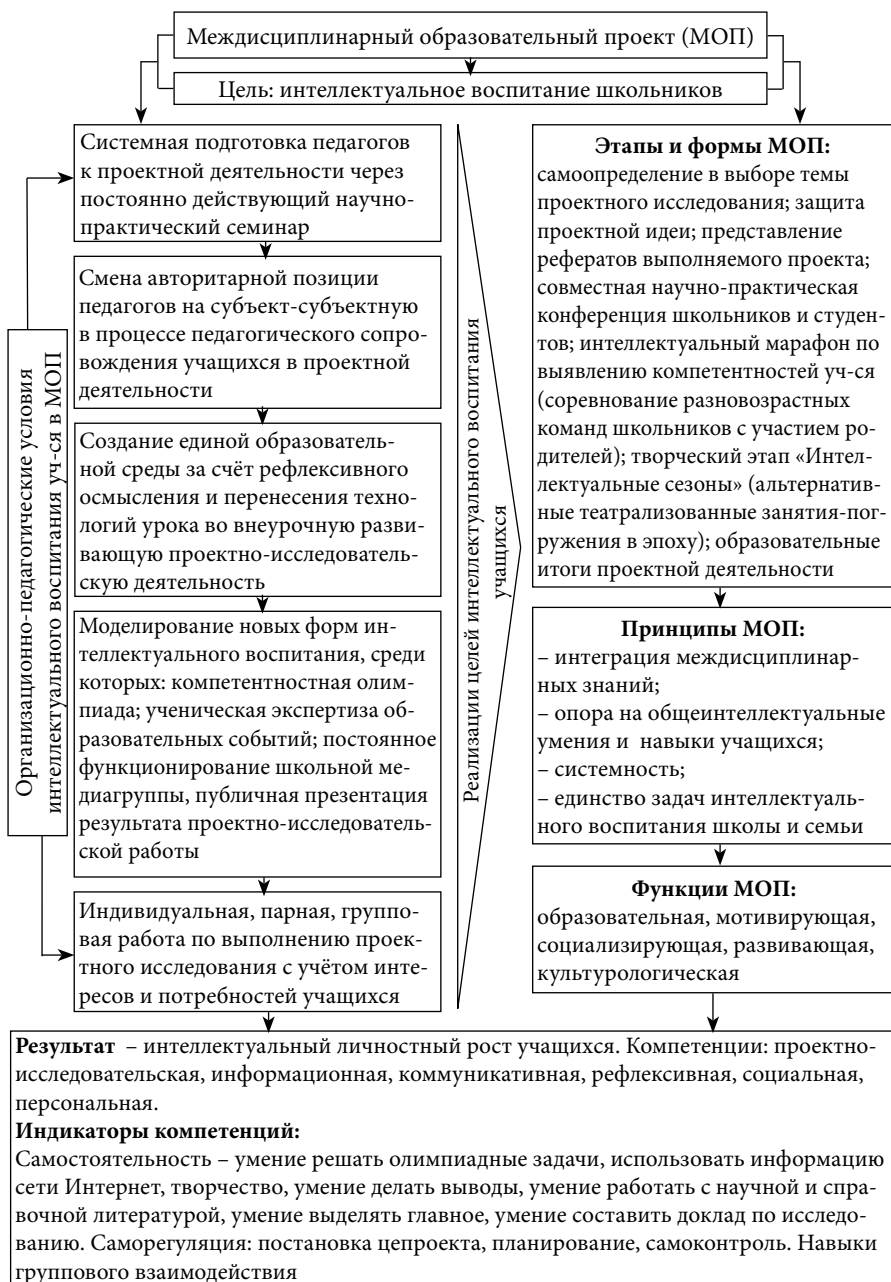 Междисциплинарный образовательный проект (МОП)
Цель: интеллектуальное воспитание школьников
Организационно-педагогические условия
интеллектуального воспитания уч-ся в МОП
Системная подготовка педагогов
к проектной деятельности через
постоянно действующий научно-
практический семинар
Смена авторитарной позиции
педагогов на субъект-субъектную
в процессе педагогического сопро-
вождения учащихся в проектной
деятельности
Создание единой образователь-
ной среды за счёт рефлексивного
осмысления и перенесения техно-
логий урока во внеурочную разви-
вающую проектно-исследователь-
скую деятельность
Моделирование новых форм ин-
теллектуального воспитания, среди
которых: компетентностная олим-
пиада; ученическая экспертиза об-
разовательных событий; постоянное
функционирование школьной ме-
диагруппы, публичная презентация
результата проектно-исследователь-
ской работы
Индивидуальная, парная, группо-
вая работа по выполнению проек-
тного исследования с учётом инте-
ресов и потребностей учащихся
Реализации целей интеллектуального воспитания
учащихся
Этапы и формы МОП:
самоопределение в выборе темы
проектного исследования; защита
проектной идеи; представление
рефератов выполняемого проекта;
совместная научно-практическая
конференция школьников и студен-
тов; интеллектуальный марафон по
выявлению компетентностей уч-ся
(соревнование разновозрастных
команд школьников с участием ро-
дителей); творческий этап «Интел-
лектуальные сезоны» (альтернатив-
ные театрализованные занятия-пог-
ружения в эпоху); образовательные
итоги проектной деятельности
Принципы МОП:
– интеграция междисциплинар-
ных знаний;
– опора на общеинтеллектуальные
умения и навыки учащихся;
– системность;
– единство задач интеллектуаль-
ного воспитания школы и семьи
Функции МОП:
образовательная, мотивирующая,
социализирующая, развивающая,
культурологическая
Результат – интеллектуальный личностный рост учащихся. Компетенции: проектно-
исследовательская, информационная, коммуникативная, рефлексивная, социальная,
персональная.
Индикаторы компетенций:
Самостоятельность – умение решать олимпиадные задачи, использовать информацию
сети Интернет, творчество, умение делать выводы, умение работать с научной и спра-
вочной литературой, умение выделять главное, умение составить доклад по исследо-
ванию. Саморегуляция: постановка цепроекта, планирование, самоконтроль. Навыки
группового взаимодействия